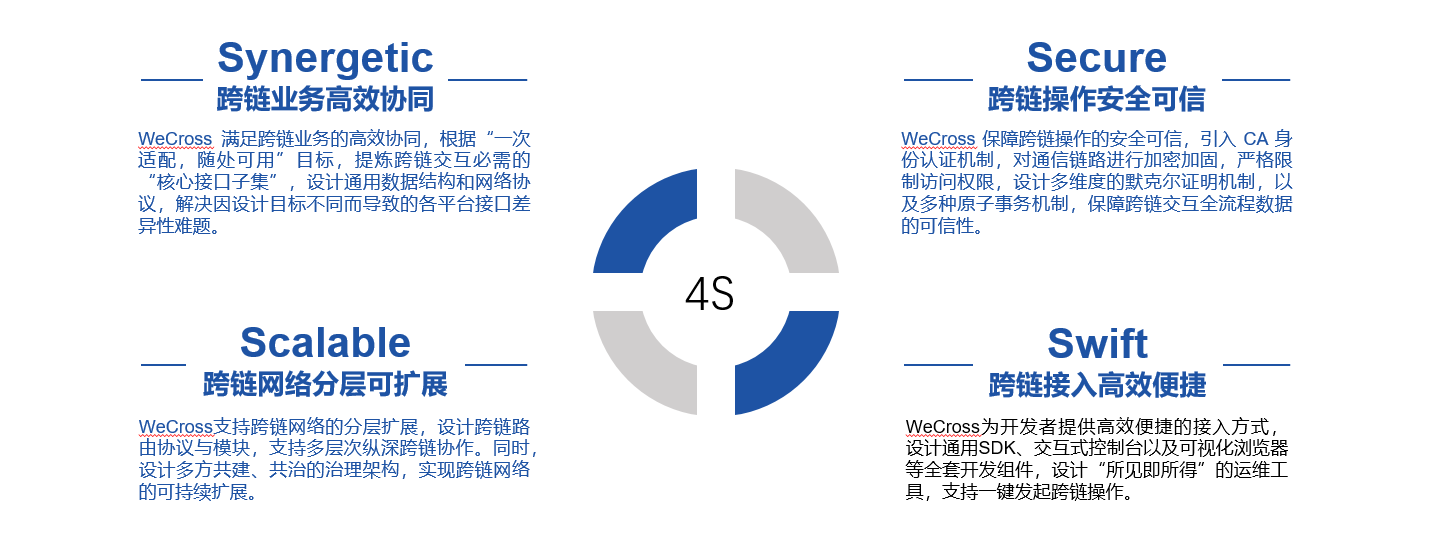 Synergetic
跨链业务高效协同
WeCross 满足跨链业务的高效协同，根据“一次
适配，随处可用”目标，提炼跨链交互必需的
“核心接口子集”，设计通用数据结构和网络协
议，解决因设计目标不同而导致的各平台接口差
异性难题。
Secure
跨链操作安全可信
WeCross 保障跨链操作的安全可信，引入 CA 身
份认证机制，对通信链路进行加密加固，严格限
制访问权限，设计多维度的默克尔证明机制，以
及多种原子事务机制，保障跨链交互全流程数据
的可信性。
4S
Scalable
跨链网络分层可扩展
WeCross支持跨链网络的分层扩展，设计跨链路
由协议与模块，支持多层次纵深跨链协作。同时，
设计多方共建、共治的治理架构，实现跨链网络
的可持续扩展。
Swift
跨链接入高效便捷
WeCross为开发者提供高效便捷的接入方式，
设计通用SDK、交互式控制台以及可视化浏览器
等全套开发组件，设计“所见即所得”的运维工
具，支持一键发起跨链操作。